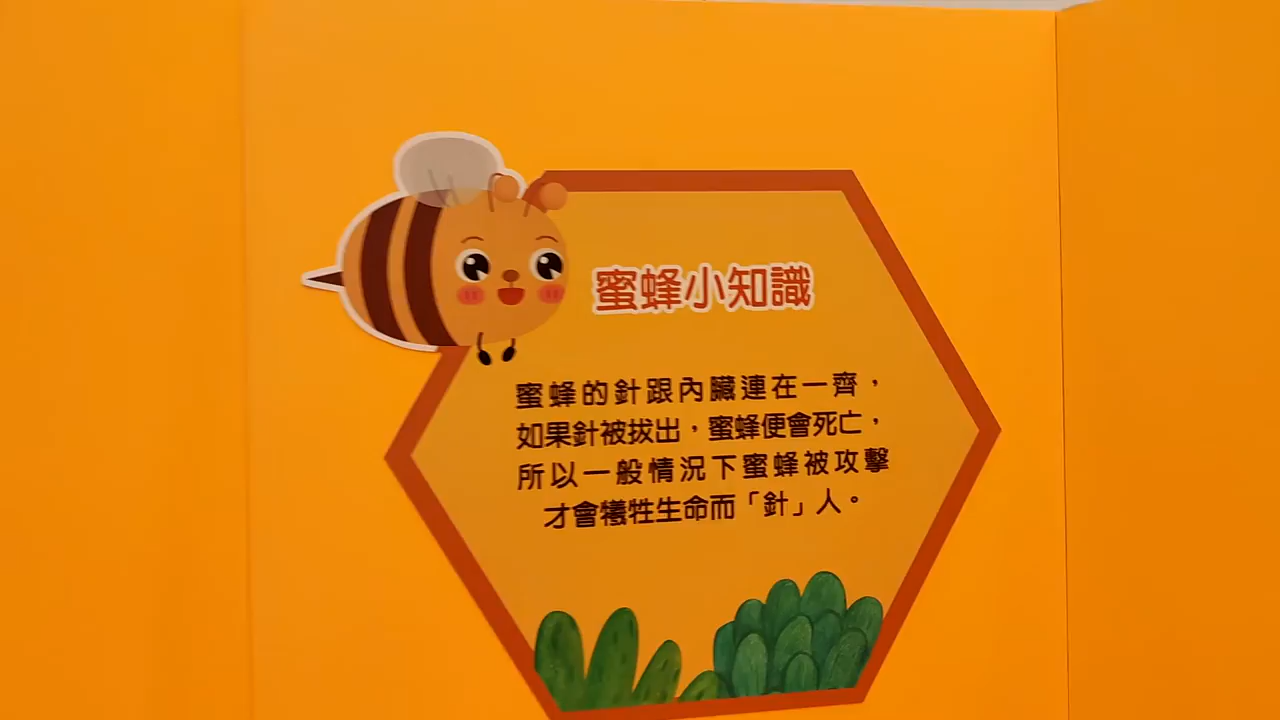 蜜蜂小知識
蜜蜂的針跟內臟連在一齊，
如果針被拔出，蜜蜂便會死亡，
所以一般情況下蜜蜂被攻擊
才會犧牲生命而「針」人。